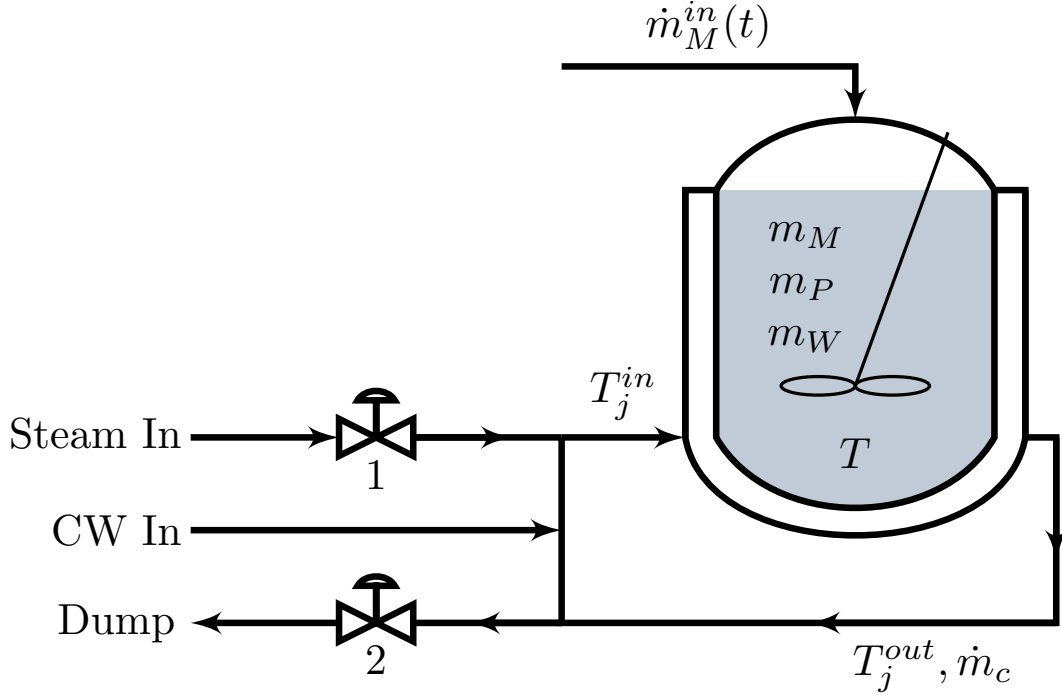 ṁ_M^{in}(t)
m_M
m_P
m_W
T_j^{in}
Steam In
T
1
CW In
Dump
2
T_j^{out}, ṁ_c